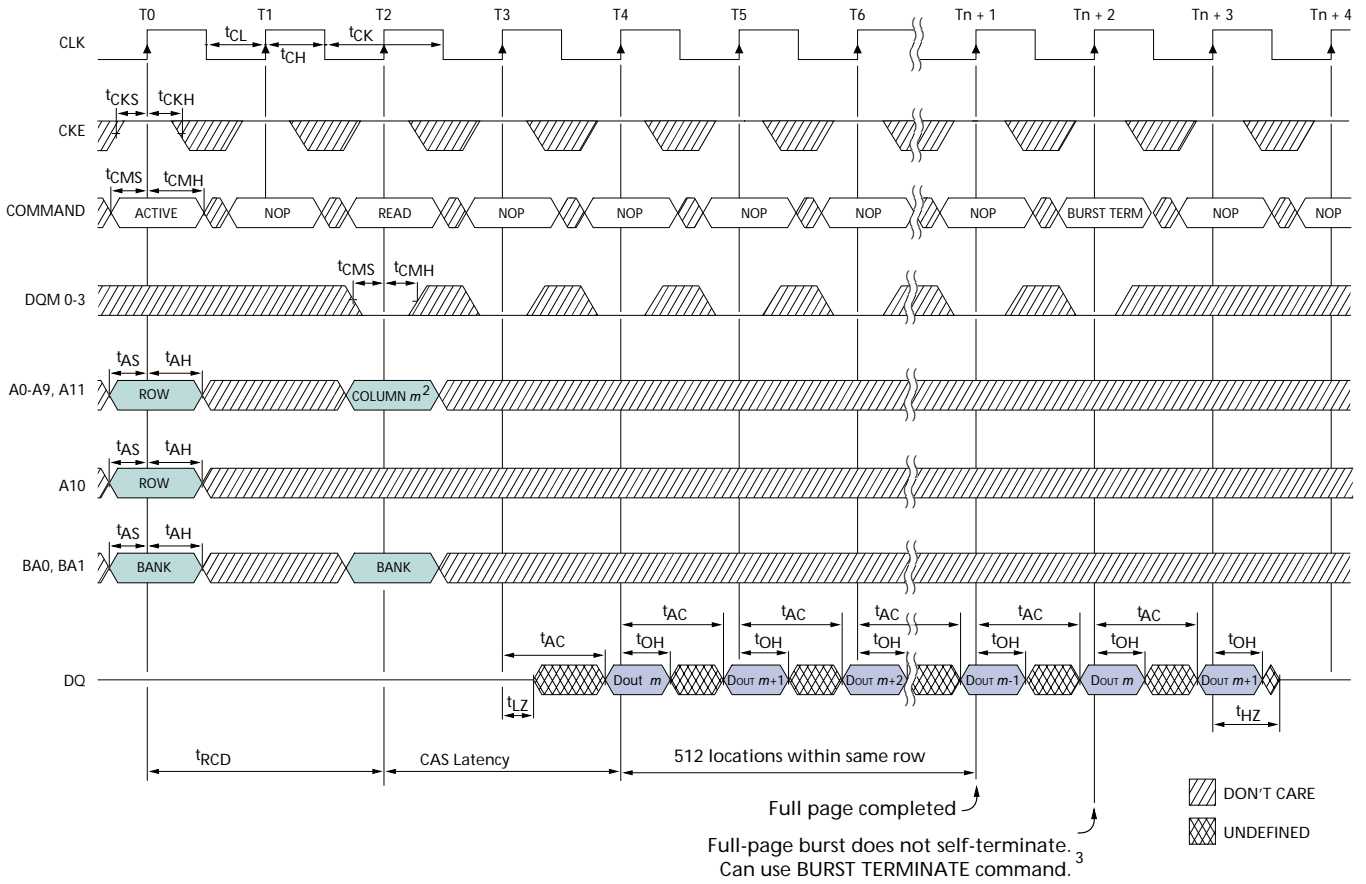 T0 T1 T2 T3 T4 T5 T6 Tn + 1 Tn + 2 Tn + 3 Tn + 4
CLK tCL tCH tCK
tCKS tCKH
CKE
tCMS tCMH
COMMAND ACTIVE NOP READ NOP NOP NOP NOP NOP BURST TERM NOP NOP
tCMS tCMH
DQM 0-3
tAS tAH
A0-A9, A11 ROW COLUMN m2
tAS tAH
A10 ROW
tAS tAH
BA0, BA1 BANK BANK
tAC tAC tAC tAC tAC tAC
tOH tOH tOH tOH tOH tOH
DQ Dout m DOUT m+1 DOUT m+2 DOUT m-1 DOUT m DOUT m+1
tLZ tHZ
tRCD CAS Latency 512 locations within same row
Full page completed
DON'T CARE
UNDEFINED
Full-page burst does not self-terminate.
Can use BURST TERMINATE command. 3